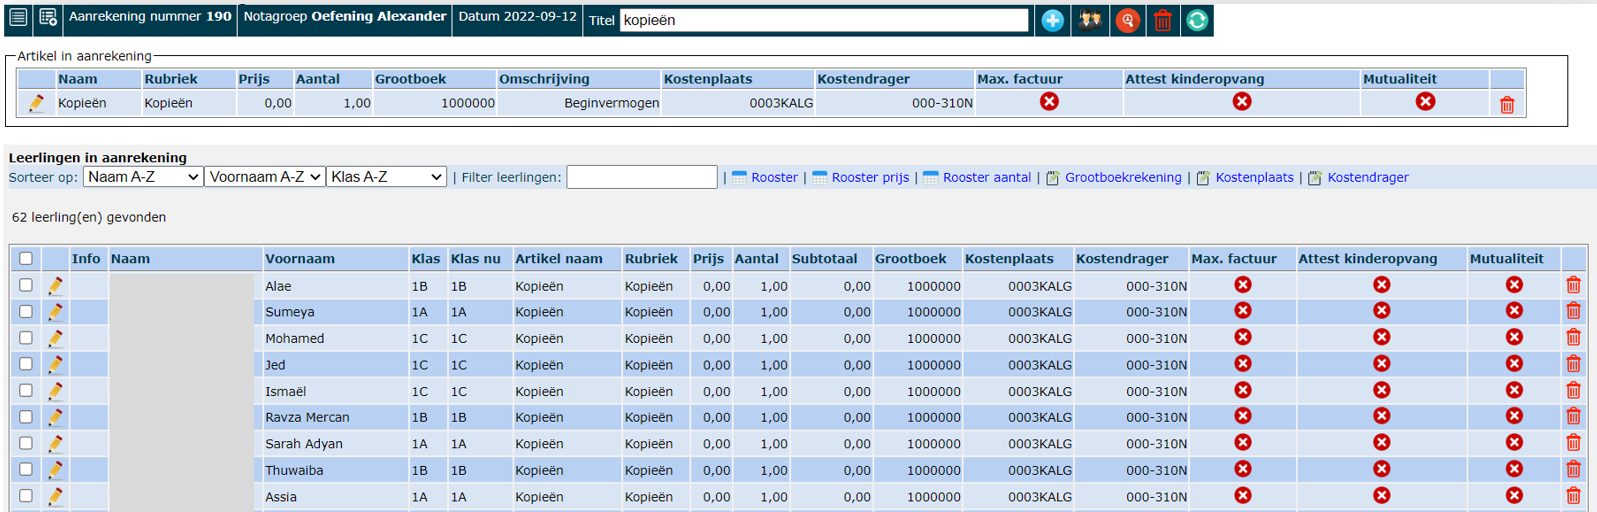 Aanrekening nummer 190 Notagroep Oefening Alexander Datum 2022-09-12 Titel kopieën
Artikel in aanrekening
Naam Rubriek Prijs Aantal Grootboek Omschrijving Kostenplaats Kostendrager Max. factuur Attest kinderopvang Mutualiteit
Kopieën Kopieën 0,00 1,00 1000000 Beginvermogen 0003KALG 000-310N
Leerlingen in aanrekening
Sorteer op: Naam A-Z Voornaam A-Z Klas A-Z | Filter leerlingen: | Rooster | Rooster prijs | Rooster aantal | Grootboekrekening | Kostenplaats | Kostendrager
62 leerling(en) gevonden
Info Naam Voornaam Klas Klas nu Artikel naam Rubriek Prijs Aantal Subtotaal Grootboek Kostenplaats Kostendrager Max. factuur Attest kinderopvang Mutualiteit
Alae 1B 1B Kopieën Kopieën 0,00 1,00 0,00 1000000 0003KALG 000-310N
Sumeya 1A 1A Kopieën Kopieën 0,00 1,00 0,00 1000000 0003KALG 000-310N
Mohamed 1C 1C Kopieën Kopieën 0,00 1,00 0,00 1000000 0003KALG 000-310N
Jed 1C 1C Kopieën Kopieën 0,00 1,00 0,00 1000000 0003KALG 000-310N
Ismaël 1C 1C Kopieën Kopieën 0,00 1,00 0,00 1000000 0003KALG 000-310N
Ravza Mercan 1B 1B Kopieën Kopieën 0,00 1,00 0,00 1000000 0003KALG 000-310N
Sarah Adyan 1A 1A Kopieën Kopieën 0,00 1,00 0,00 1000000 0003KALG 000-310N
Thuwaiba 1B 1B Kopieën Kopieën 0,00 1,00 0,00 1000000 0003KALG 000-310N
Assia 1A 1A Kopieën Kopieën 0,00 1,00 0,00 1000000 0003KALG 000-310N